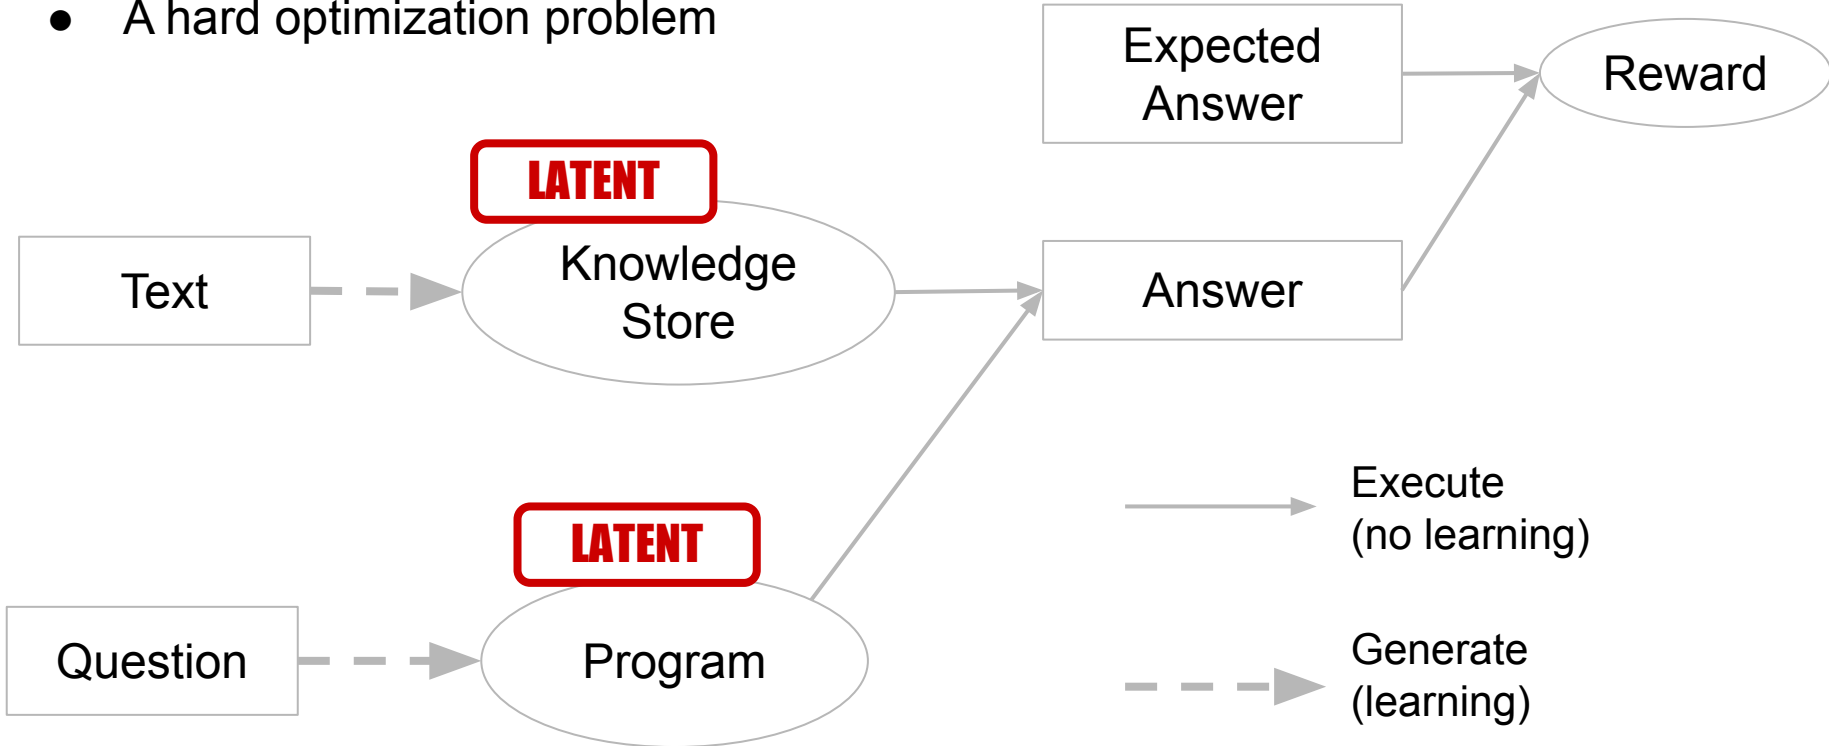 ● A hard optimization problem
Expected
Answer
Reward
LATENT
Text
Knowledge
Store
Answer
LATENT
Question
Program
Execute
(no learning)
Generate
(learning)